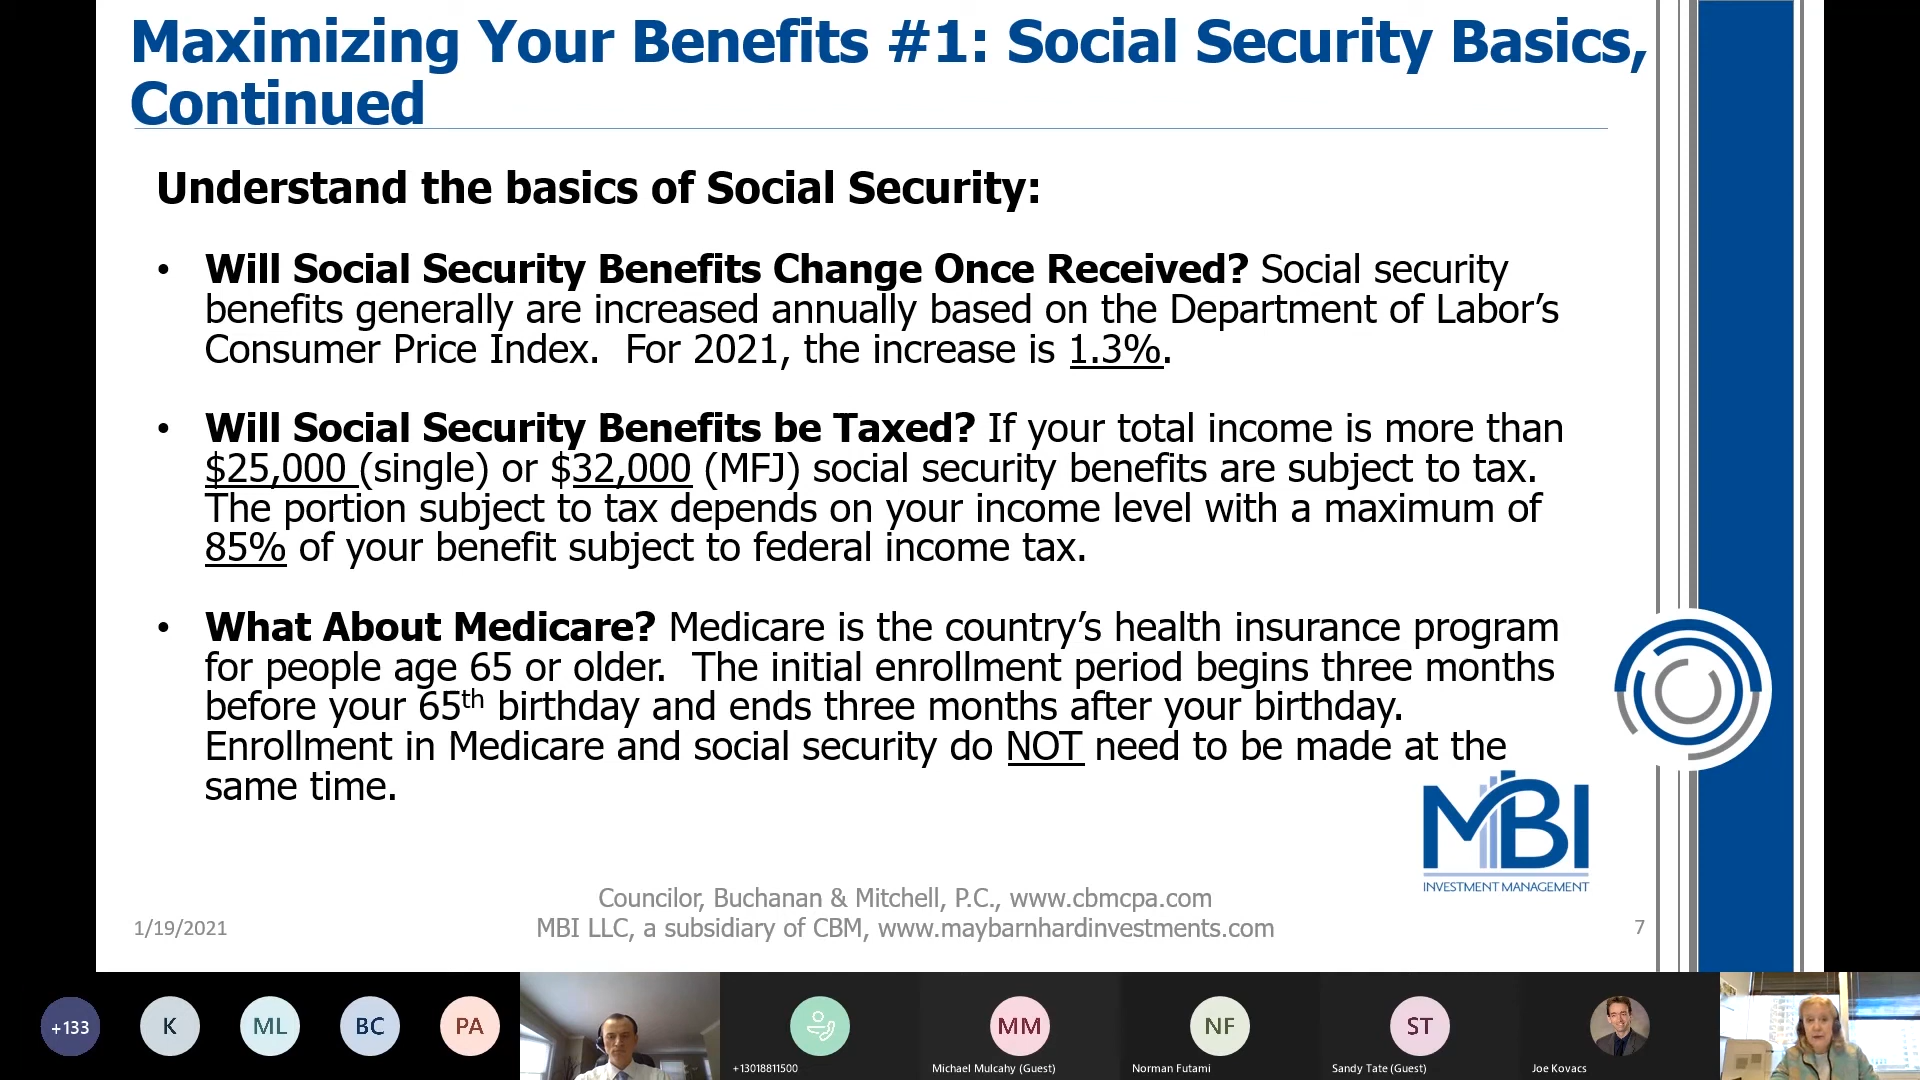 Maximizing Your Benefits #1: Social Security Basics,
Continued
Understand the basics of Social Security:
• Will Social Security Benefits Change Once Received? Social security
benefits generally are increased annually based on the Department of Labor’s
Consumer Price Index.  For 2021, the increase is 1.3%.
• Will Social Security Benefits be Taxed? If your total income is more than
$25,000 (single) or $32,000 (MFJ) social security benefits are subject to tax.
The portion subject to tax depends on your income level with a maximum of
85% of your benefit subject to federal income tax.
• What About Medicare? Medicare is the country’s health insurance program
for people age 65 or older.  The initial enrollment period begins three months
before your 65th birthday and ends three months after your birthday.
Enrollment in Medicare and social security do NOT need to be made at the
same time.
MBI
INVESTMENT MANAGEMENT
Councilor, Buchanan & Mitchell, P.C., www.cbmcpa.com
1/19/2021
MBI LLC, a subsidiary of CBM, www.maybarnhardinvestments.com
7
+133
K
ML
BC
PA
MM
NF
ST
+13018811500
Michael Mulcahy (Guest)
Norman Futami
Sandy Tate (Guest)
Joe Kovacs